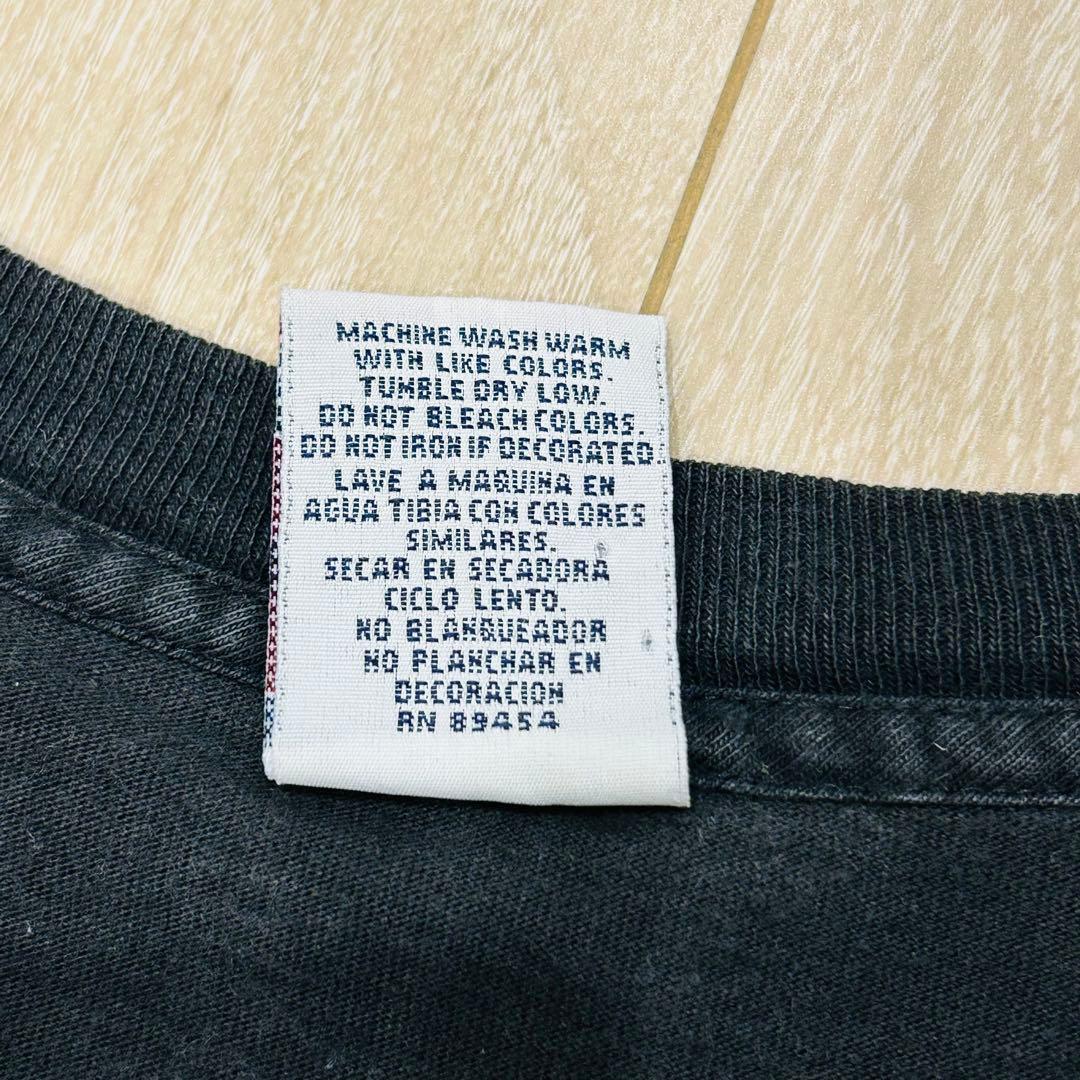 MACHINE WASH WARM
WITH LIKE COLORS.
TUMBLE DRY LOW.
DO NOT BLEACH COLORS.
DO NOT IRON IF DECORATED.
LAVE A MAQUINA EN
AGUA TIBIA CON COLORES
SIMILARES.
SECAR EN SECADORA
CICLO LENTO.
NO BLANQUEADOR
NO PLANCHAR EN
DECORACION
RN 89454